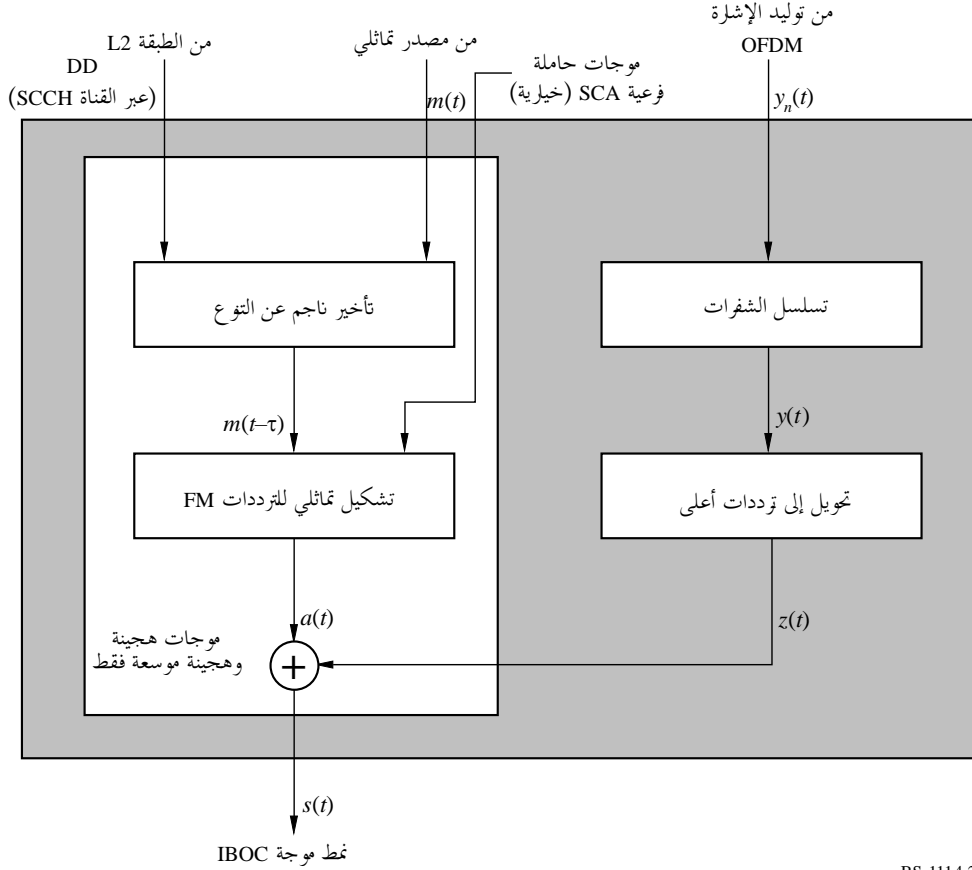 من توليد الإشارة
OFDM
من مصدر تماثلي
من الطبقة L2
DD
(عبر القناة SCCH)
موجات حاملة
فرعية SCA (خيارية)
m(t)
yₙ(t)
تأخير ناجم عن التوع
تسلسل الشفرات
m(t–τ)
y(t)
تشكيل تماثلي للترددات FM
تحويل إلى ترددات أعلى
a(t)
z(t)
موجات هجينة
وهجينة موسعة فقط
+
s(t)
نمط موجة IBOC